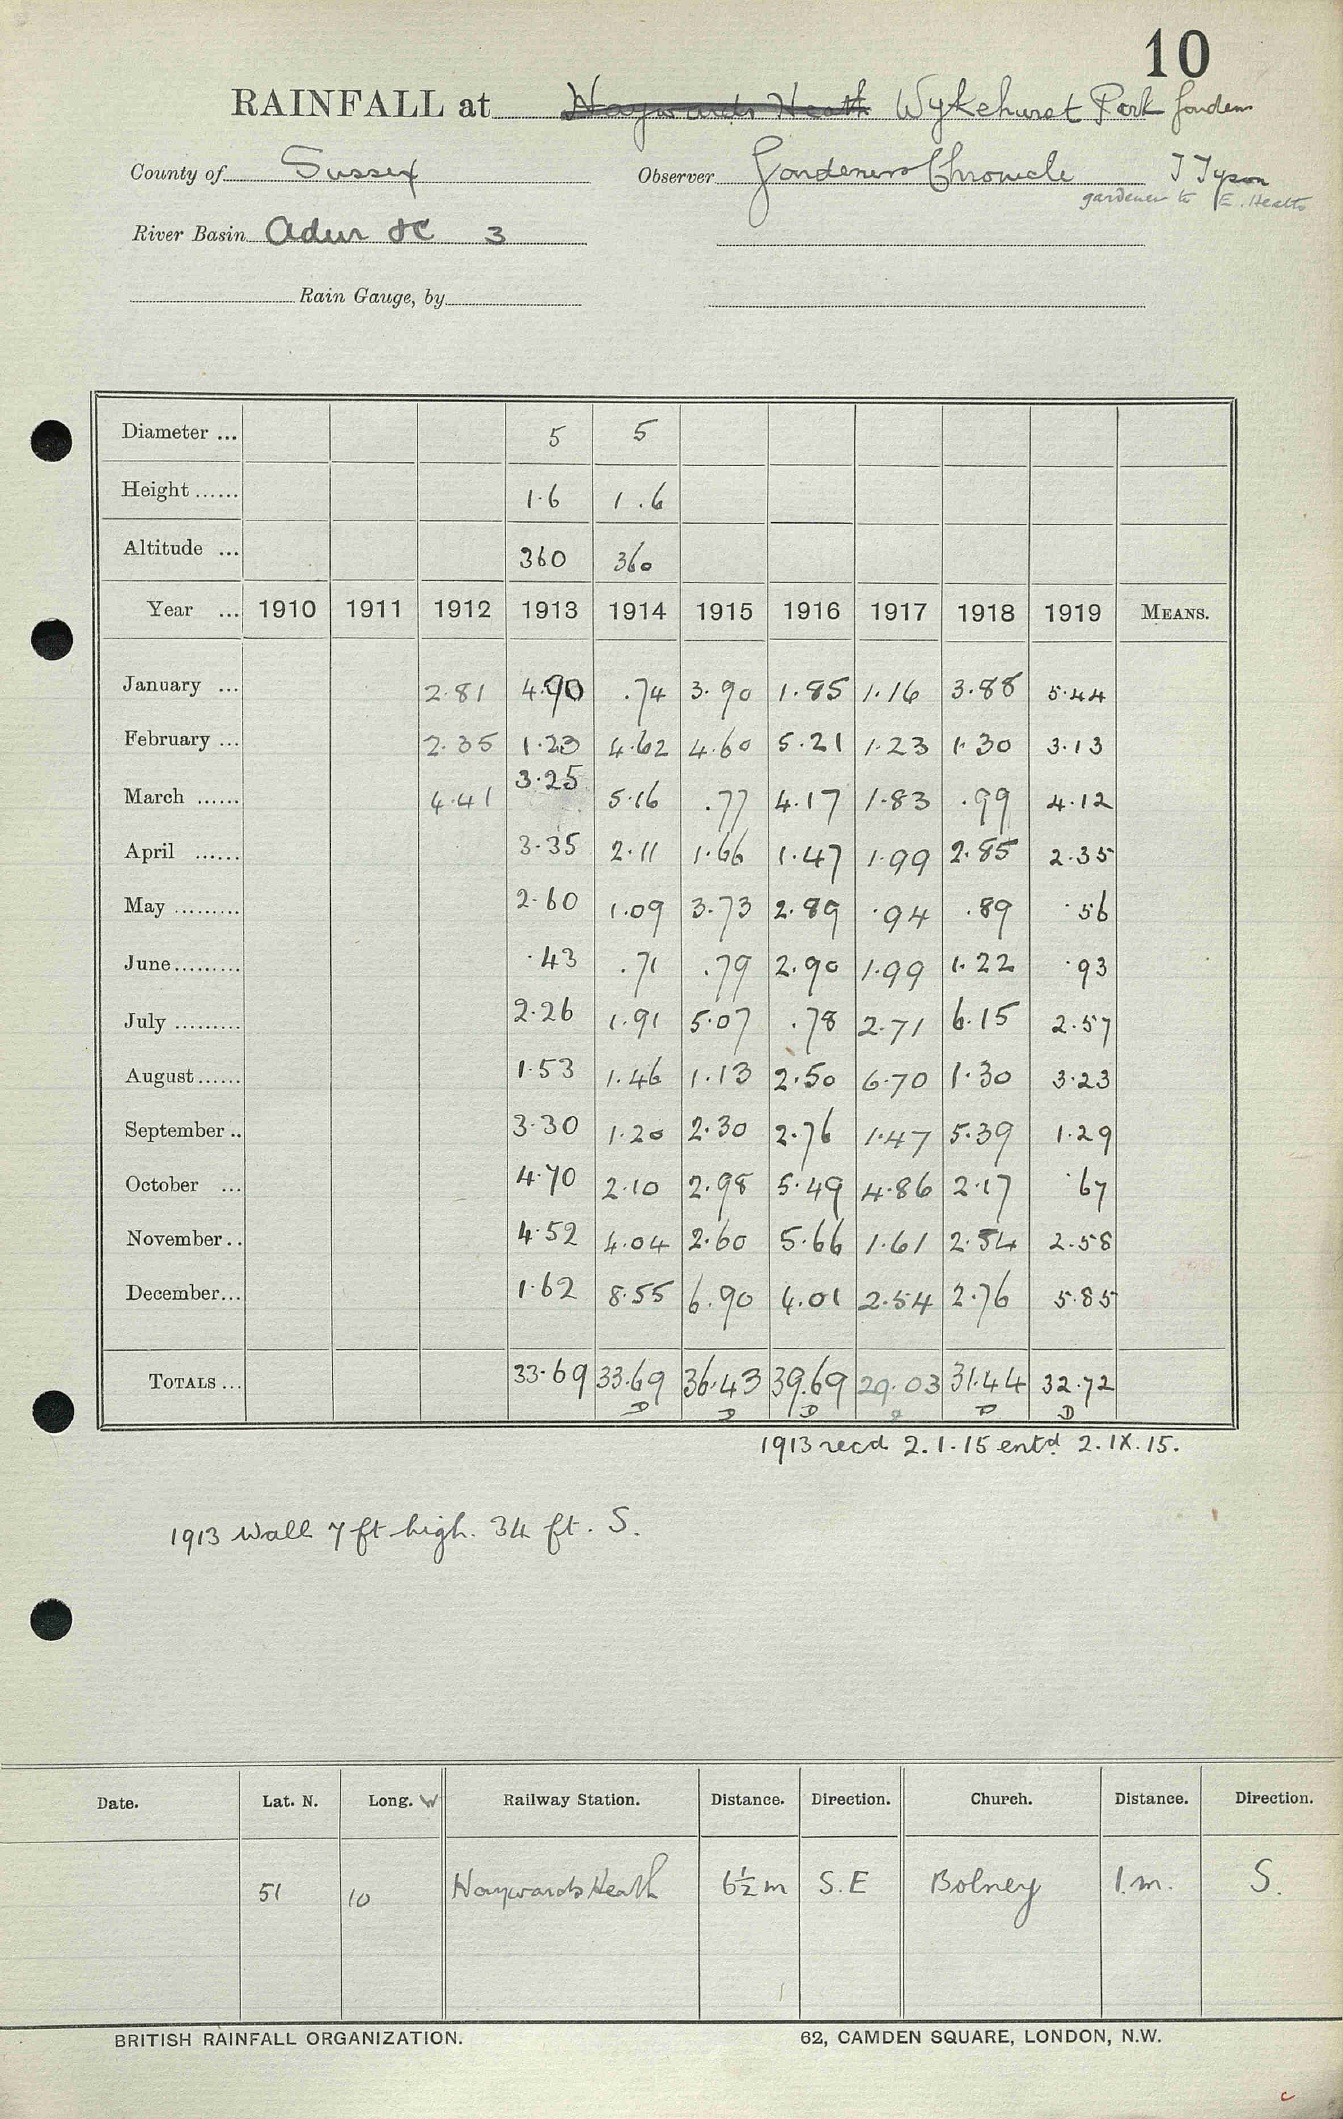 10
RAINFALL at Haywards Heath Wykehurst Park Gardens
County of Sussex Observer Gardeners Chronicle J Tyson
gardener to E. Heath
River Basin Adur &c 3
Rain Gauge, by
Diameter ... 5 5
Height ...... 1.6 1.6
Altitude ... 360 360
Year ... 1910 1911 1912 1913 1914 1915 1916 1917 1918 1919 MEANS.
January ... 2.81 4.90 .74 3.90 1.85 1.16 3.88 5.44
February ... 2.35 1.23 4.62 4.60 5.21 1.23 1.30 3.13
March ...... 4.41 3.25 5.16 .77 4.17 1.83 .99 4.12
April ...... 3.35 2.11 1.66 1.47 1.99 2.85 2.35
May ......... 2.60 1.09 3.73 2.89 .94 .89 .56
June ......... .43 .71 .79 2.90 1.99 1.22 .93
July ......... 2.26 1.91 5.07 .78 2.71 6.15 2.57
August ...... 1.53 1.46 1.13 2.50 6.70 1.30 3.23
September .. 3.30 1.20 2.30 2.76 1.47 5.39 1.29
October ... 4.70 2.10 2.98 5.49 4.86 2.17 .67
November .. 4.52 4.04 2.60 5.66 1.61 2.54 2.58
December ... 1.62 8.55 6.90 4.01 2.54 2.76 5.85
TOTALS ... 33.69 33.69 36.43 39.69 29.03 31.44 32.72
D D D D D
1913 recd 2.1.15 entd 2.IX.15.
1913 Wall 7 ft high. 34 ft. S.
Date. Lat. N. Long. W Railway Station. Distance. Direction. Church. Distance. Direction.
51 10 Haywards Heath 6½ m S.E Bolney 1.m. S.
BRITISH RAINFALL ORGANIZATION. 62, CAMDEN SQUARE, LONDON, N.W.
c